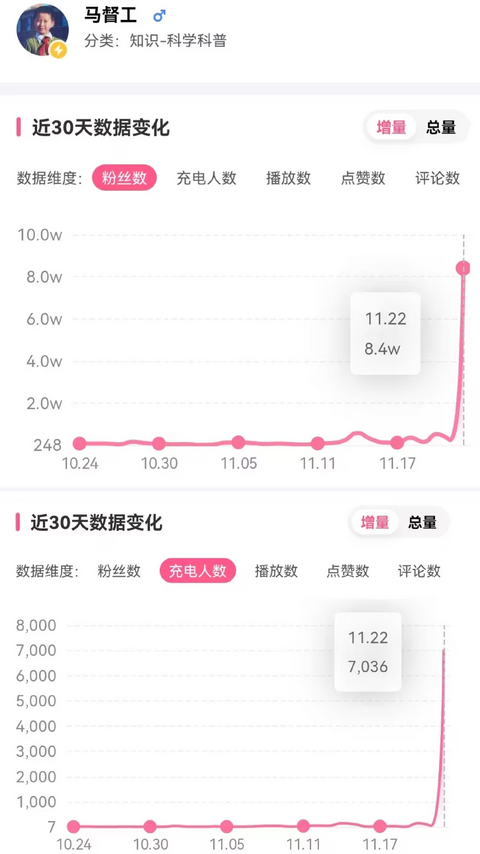 马督工
分类：知识-科学科普
近30天数据变化
增量 总量
数据维度： 粉丝数 充电人数 播放数 点赞数 评论数
10.0w
8.0w
6.0w
4.0w
2.0w
248
11.22
8.4w
10.24 10.30 11.05 11.11 11.17
近30天数据变化
增量 总量
数据维度： 粉丝数 充电人数 播放数 点赞数 评论数
8,000
7,000
6,000
5,000
4,000
3,000
2,000
1,000
7
11.22
7,036
10.24 10.30 11.05 11.11 11.17